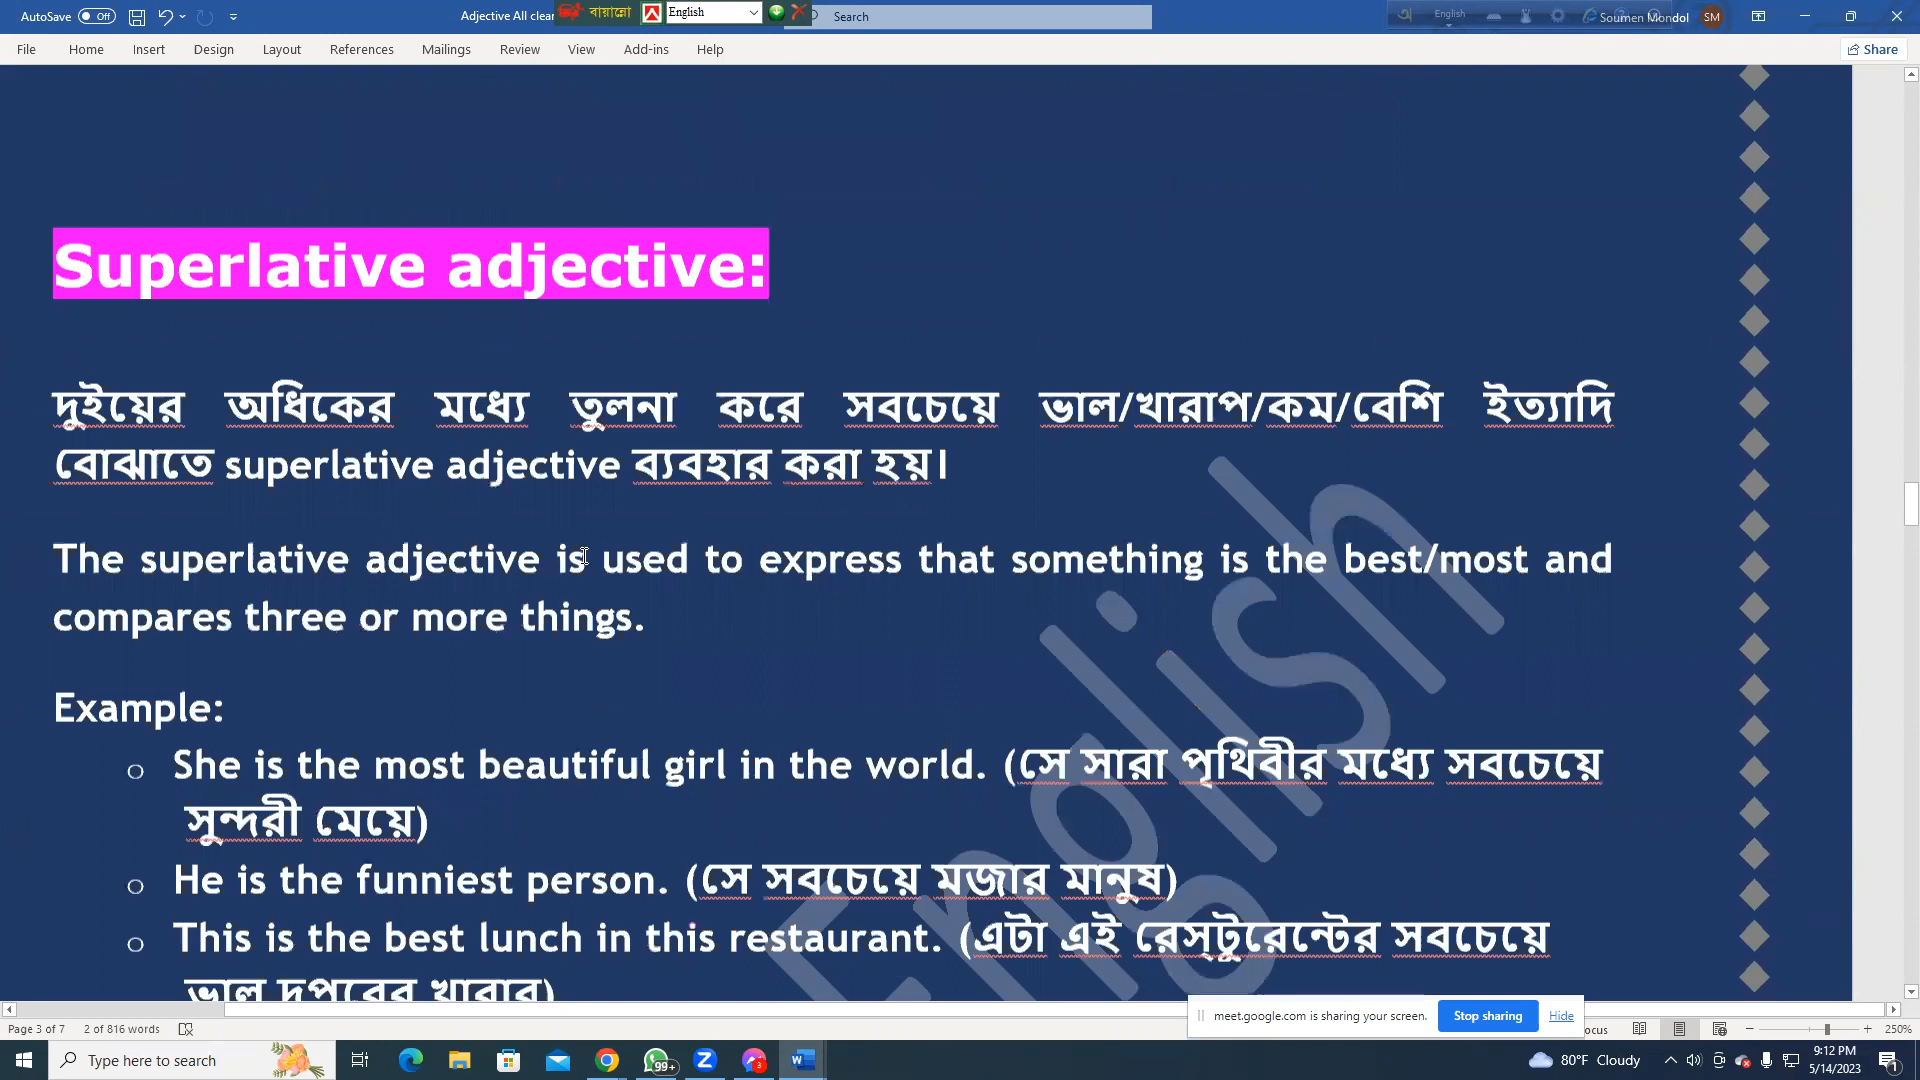 AutoSave Off Adjective All clear বায়ান্নো English Search English Soumen Mondol SM
File Home Insert Design Layout References Mailings Review View Add-ins Help Share
Superlative adjective:
দুইয়ের অধিকের মধ্যে তুলনা করে সবচেয়ে ভাল/খারাপ/কম/বেশি ইত্যাদি
বোঝাতে superlative adjective ব্যবহার করা হয়।
The superlative adjective is used to express that something is the best/most and
compares three or more things.
Example:
She is the most beautiful girl in the world. (সে সারা পৃথিবীর মধ্যে সবচেয়ে
সুন্দরী মেয়ে)
He is the funniest person. (সে সবচেয়ে মজার মানুষ)
This is the best lunch in this restaurant. (এটা এই রেস্টুরেন্টের সবচেয়ে
ভাল দুপুরের খাবার)
English
meet.google.com is sharing your screen. Stop sharing Hide
Page 3 of 7 2 of 816 words ocus 250%
Type here to search 99+ 3 80°F Cloudy 9:12 PM
5/14/2023 1